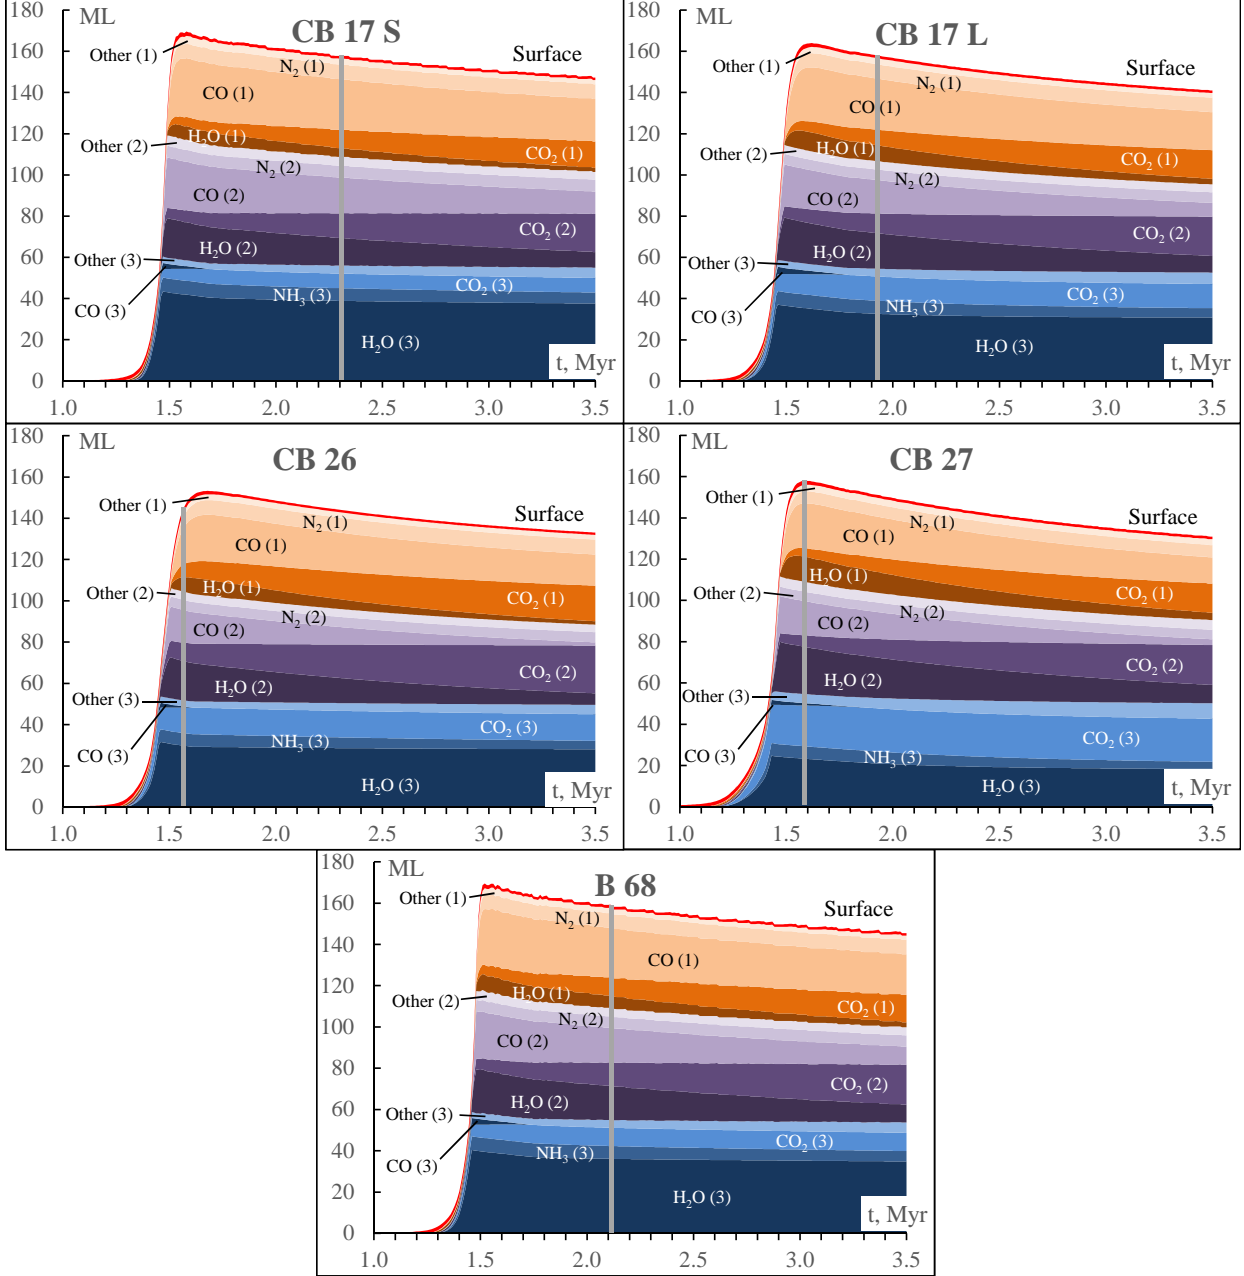 180 ML CB 17 S
160 Other (1) N₂ (1) Surface
140
CO (1)
120 H₂O (1)
Other (2) CO₂ (1)
100 N₂ (2)
80 CO (2)
CO₂ (2)
60 H₂O (2)
Other (3) CO₂ (3)
40 NH₃ (3)
CO (3)
20 H₂O (3)
t, Myr
0
1.0 1.5 2.0 2.5 3.0 3.5
180 ML CB 17 L
160 Other (1) N₂ (1) Surface
140
CO (1)
120 H₂O (1)
Other (2) CO₂ (1)
100 N₂ (2)
80 CO (2)
CO₂ (2)
60 H₂O (2)
Other (3) CO₂ (3)
40 NH₃ (3)
CO (3)
20 H₂O (3)
t, Myr
0
1.0 1.5 2.0 2.5 3.0 3.5
180 ML CB 26
160
Other (1) N₂ (1) Surface
140
CO (1)
120
H₂O (1)
Other (2) CO₂ (1)
100 N₂ (2)
CO (2)
80
CO₂ (2)
60 H₂O (2)
Other (3)
40 CO₂ (3)
NH₃ (3)
CO (3)
20 H₂O (3) t, Myr
0
1.0 1.5 2.0 2.5 3.0 3.5
180 ML CB 27
160
Other (1) N₂ (1) Surface
140
CO (1)
120
H₂O (1)
Other (2) CO₂ (1)
100 N₂ (2)
CO (2)
80
CO₂ (2)
60 H₂O (2)
Other (3)
40 CO₂ (3)
NH₃ (3)
CO (3)
20 H₂O (3) t, Myr
0
1.0 1.5 2.0 2.5 3.0 3.5
180 ML B 68
160 Other (1) N₂ (1) Surface
140
CO (1)
120
H₂O (1)
Other (2) CO₂ (1)
100 N₂ (2)
CO (2)
80
CO₂ (2)
60 H₂O (2)
Other (3)
40 CO₂ (3)
NH₃ (3)
CO (3)
20 H₂O (3)
t, Myr
0
1.0 1.5 2.0 2.5 3.0 3.5